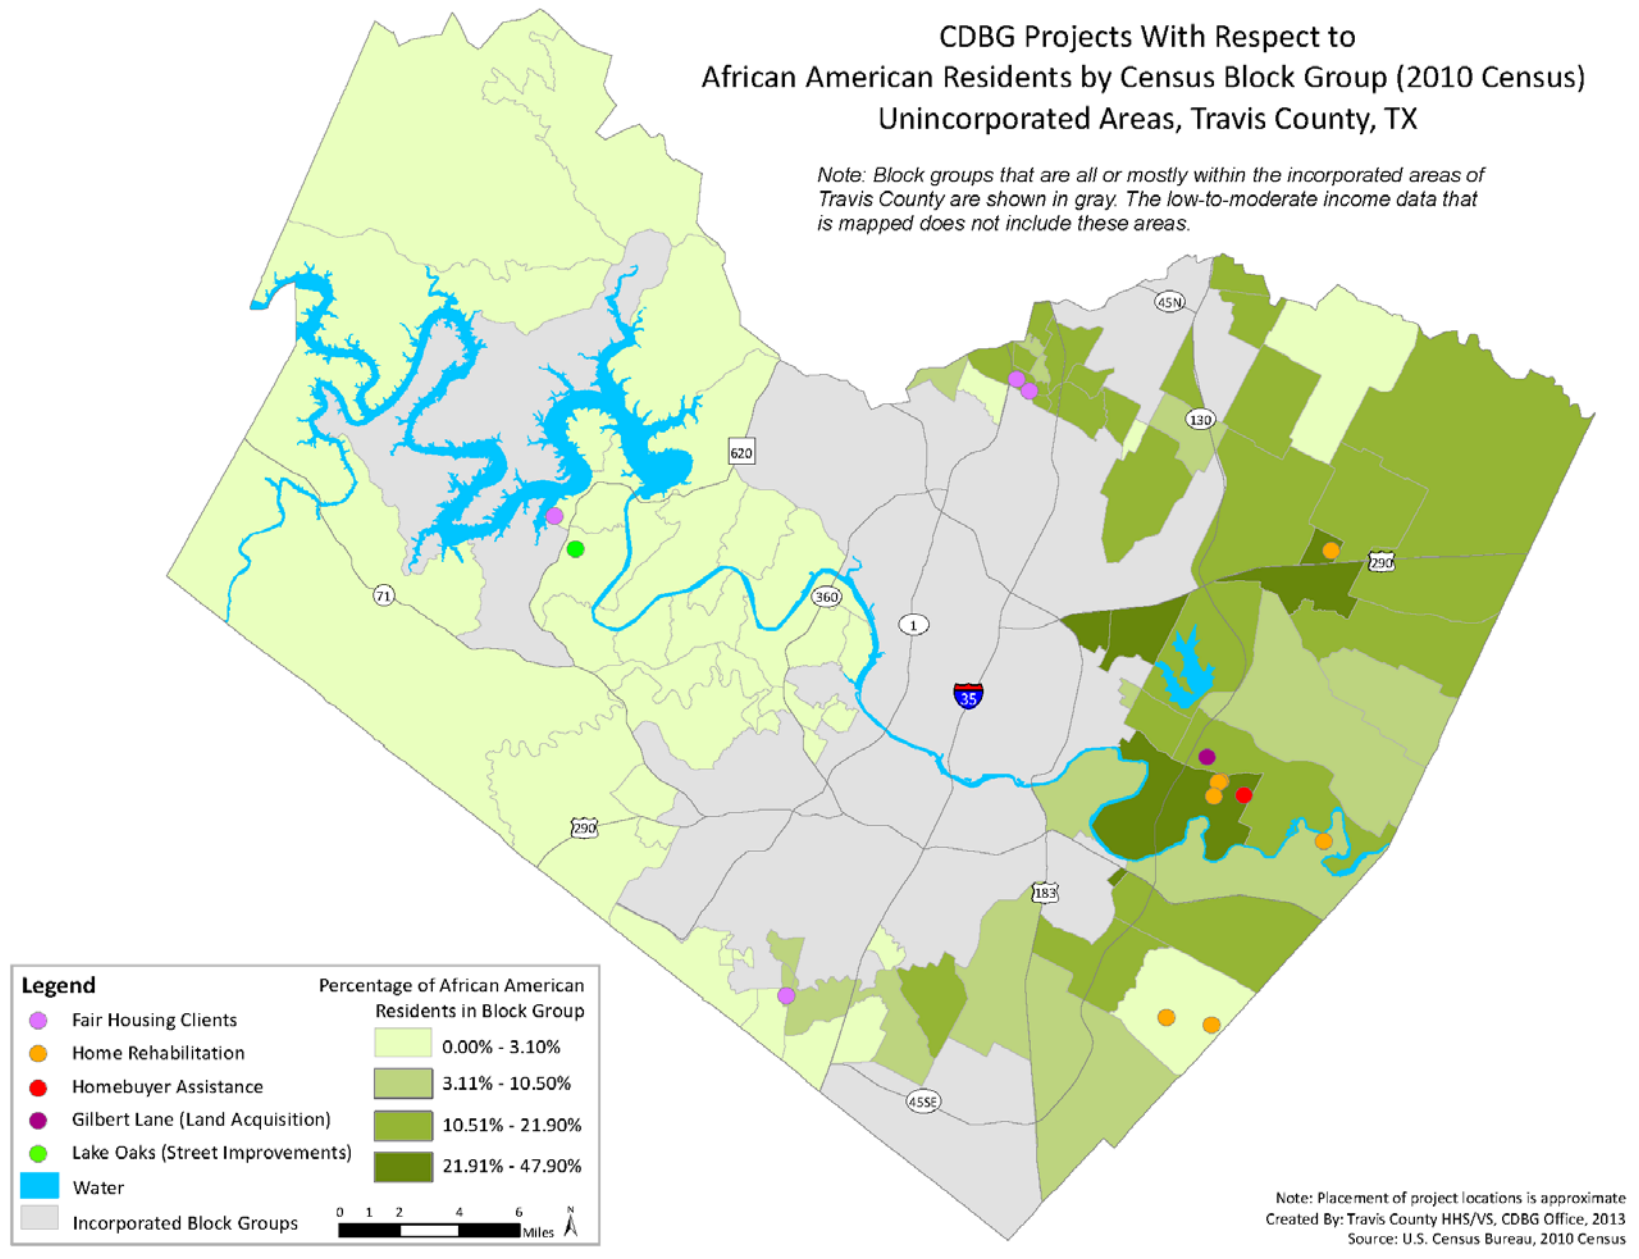 CDBG Projects With Respect to
African American Residents by Census Block Group (2010 Census)
Unincorporated Areas, Travis County, TX
Note: Block groups that are all or mostly within the incorporated areas of
Travis County are shown in gray. The low-to-moderate income data that
is mapped does not include these areas.
45N
130
620
290
71
360
1
35
290
183
45SE
Legend
Fair Housing Clients
Home Rehabilitation
Homebuyer Assistance
Gilbert Lane (Land Acquisition)
Lake Oaks (Street Improvements)
Water
Incorporated Block Groups
Percentage of African American
Residents in Block Group
0.00% - 3.10%
3.11% - 10.50%
10.51% - 21.90%
21.91% - 47.90%
0 1 2 4 6
Miles
N
Note: Placement of project locations is approximate
Created By: Travis County HHS/VS, CDBG Office, 2013
Source: U.S. Census Bureau, 2010 Census